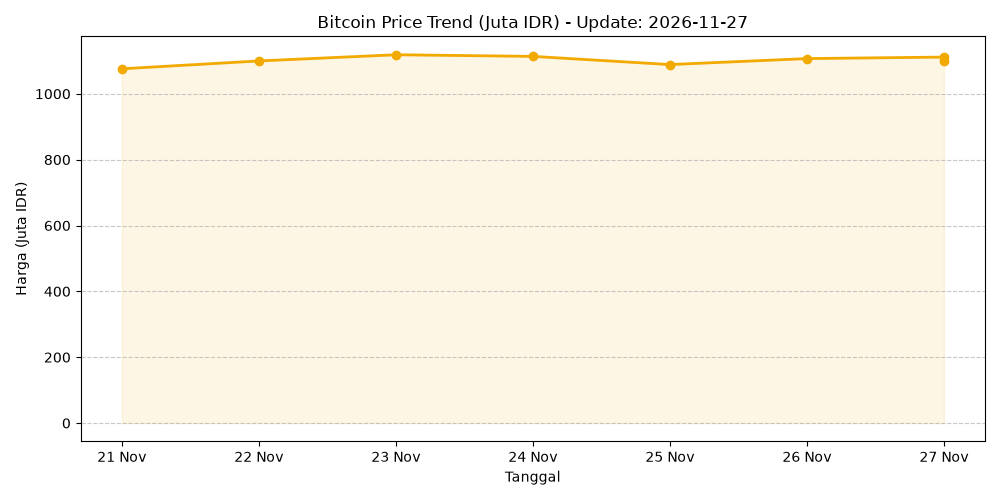 Bitcoin Price Trend (Juta IDR) - Update: 2026-11-27
Harga (Juta IDR)
1000
800
600
400
200
0
21 Nov 22 Nov 23 Nov 24 Nov 25 Nov 26 Nov 27 Nov
Tanggal